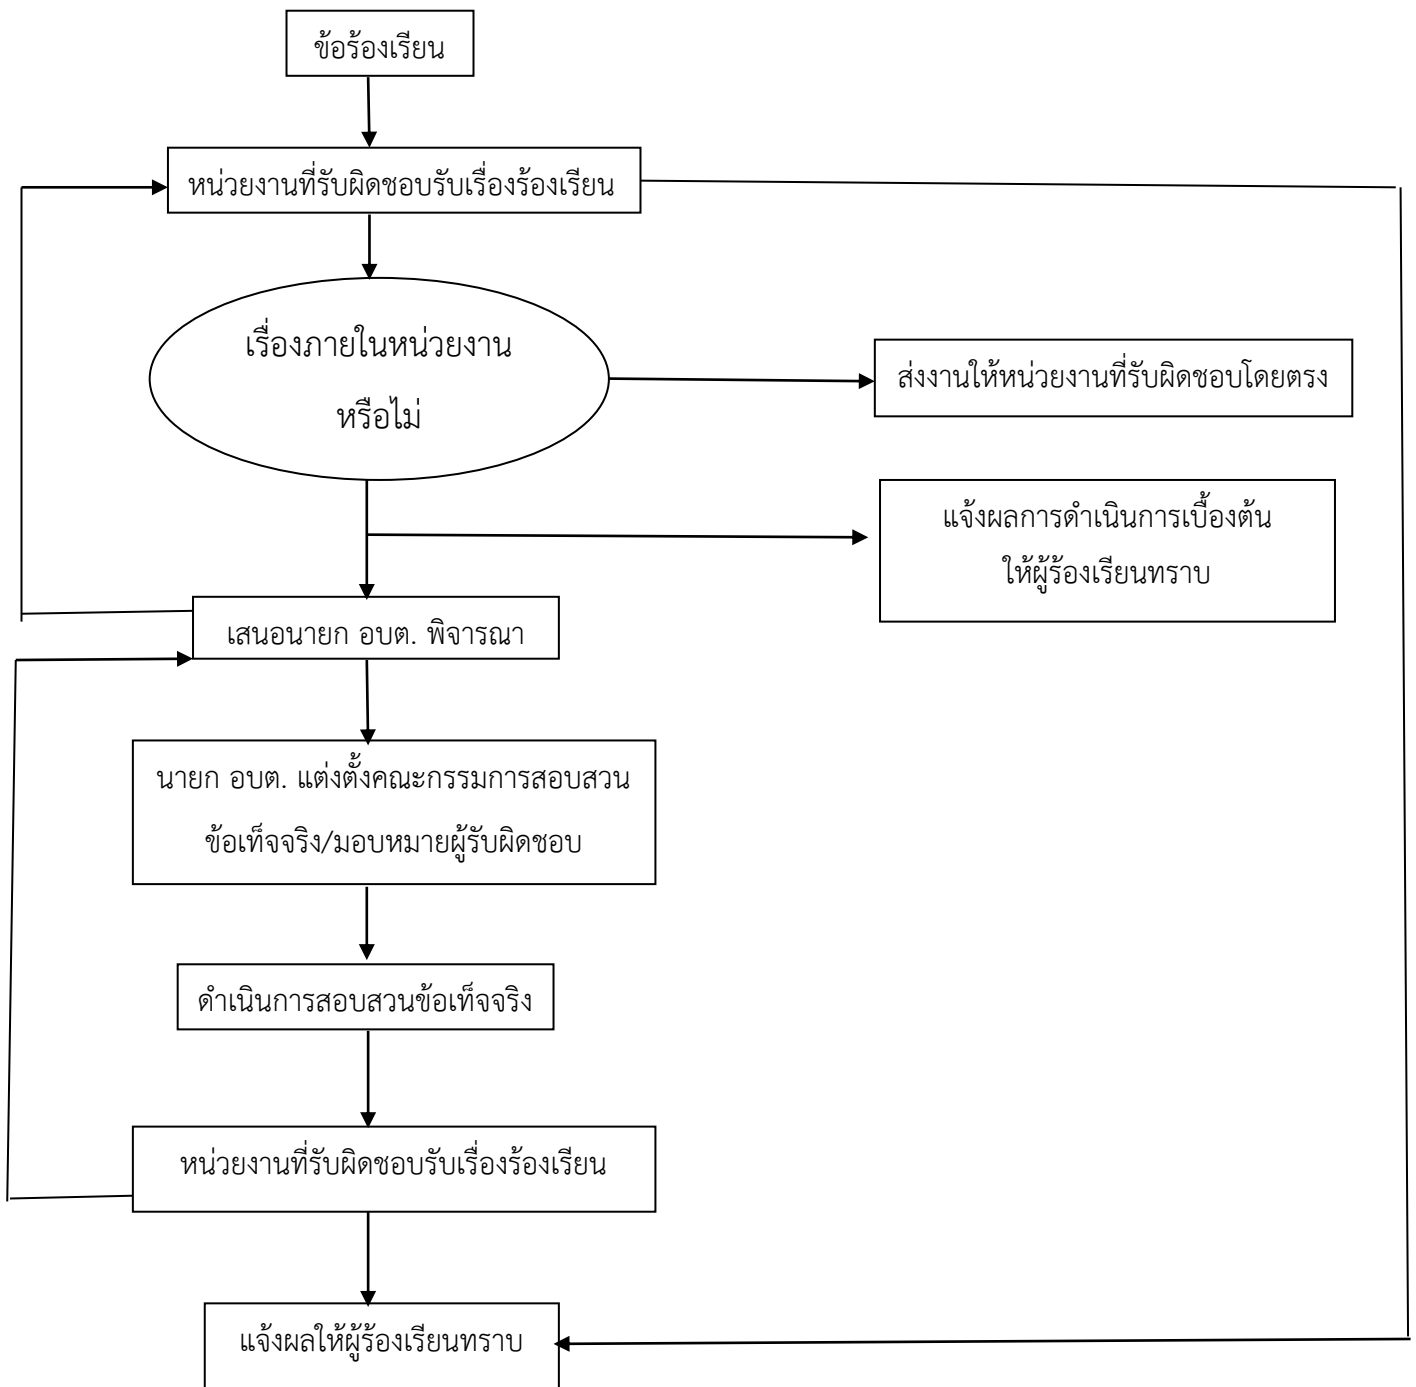 ข้อร้องเรียน
หน่วยงานที่รับผิดชอบรับเรื่องร้องเรียน
เรื่องภายในหน่วยงาน
หรือไม่
ส่งงานให้หน่วยงานที่รับผิดชอบโดยตรง
แจ้งผลการดำเนินการเบื้องต้น
ให้ผู้ร้องเรียนทราบ
เสนอนายก อบต. พิจารณา
นายก อบต. แต่งตั้งคณะกรรมการสอบสวน
ข้อเท็จจริง/มอบหมายผู้รับผิดชอบ
ดำเนินการสอบสวนข้อเท็จจริง
หน่วยงานที่รับผิดชอบรับเรื่องร้องเรียน
แจ้งผลให้ผู้ร้องเรียนทราบ